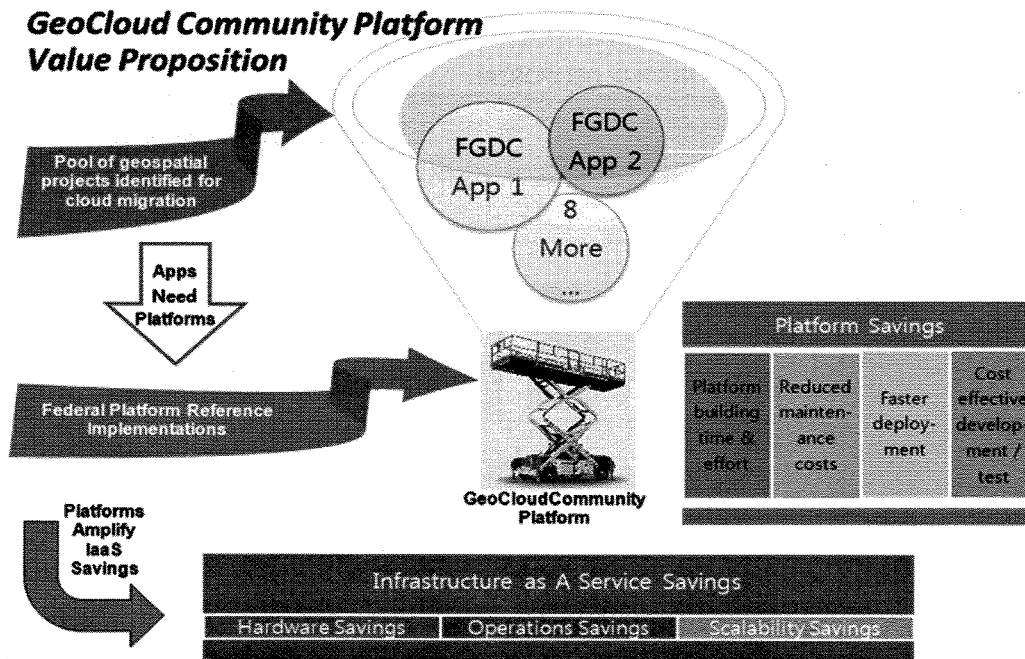 GeoCloud Community Platform
Value Proposition
Pool of geospatial
projects identified for
cloud migration
FGDC
App 1
FGDC
App 2
8
More
...
Apps
Need
Platforms
Federal Platform Reference
Implementations
GeoCloudCommunity
Platform
Platform Savings
Platform
building
time &
effort
Reduced
mainten-
ance
costs
Faster
deploy-
ment
Cost
effective
develop-
ment /
test
Platforms
Amplify
IaaS
Savings
Infrastructure as A Service Savings
Hardware Savings
Operations Savings
Scalability Savings